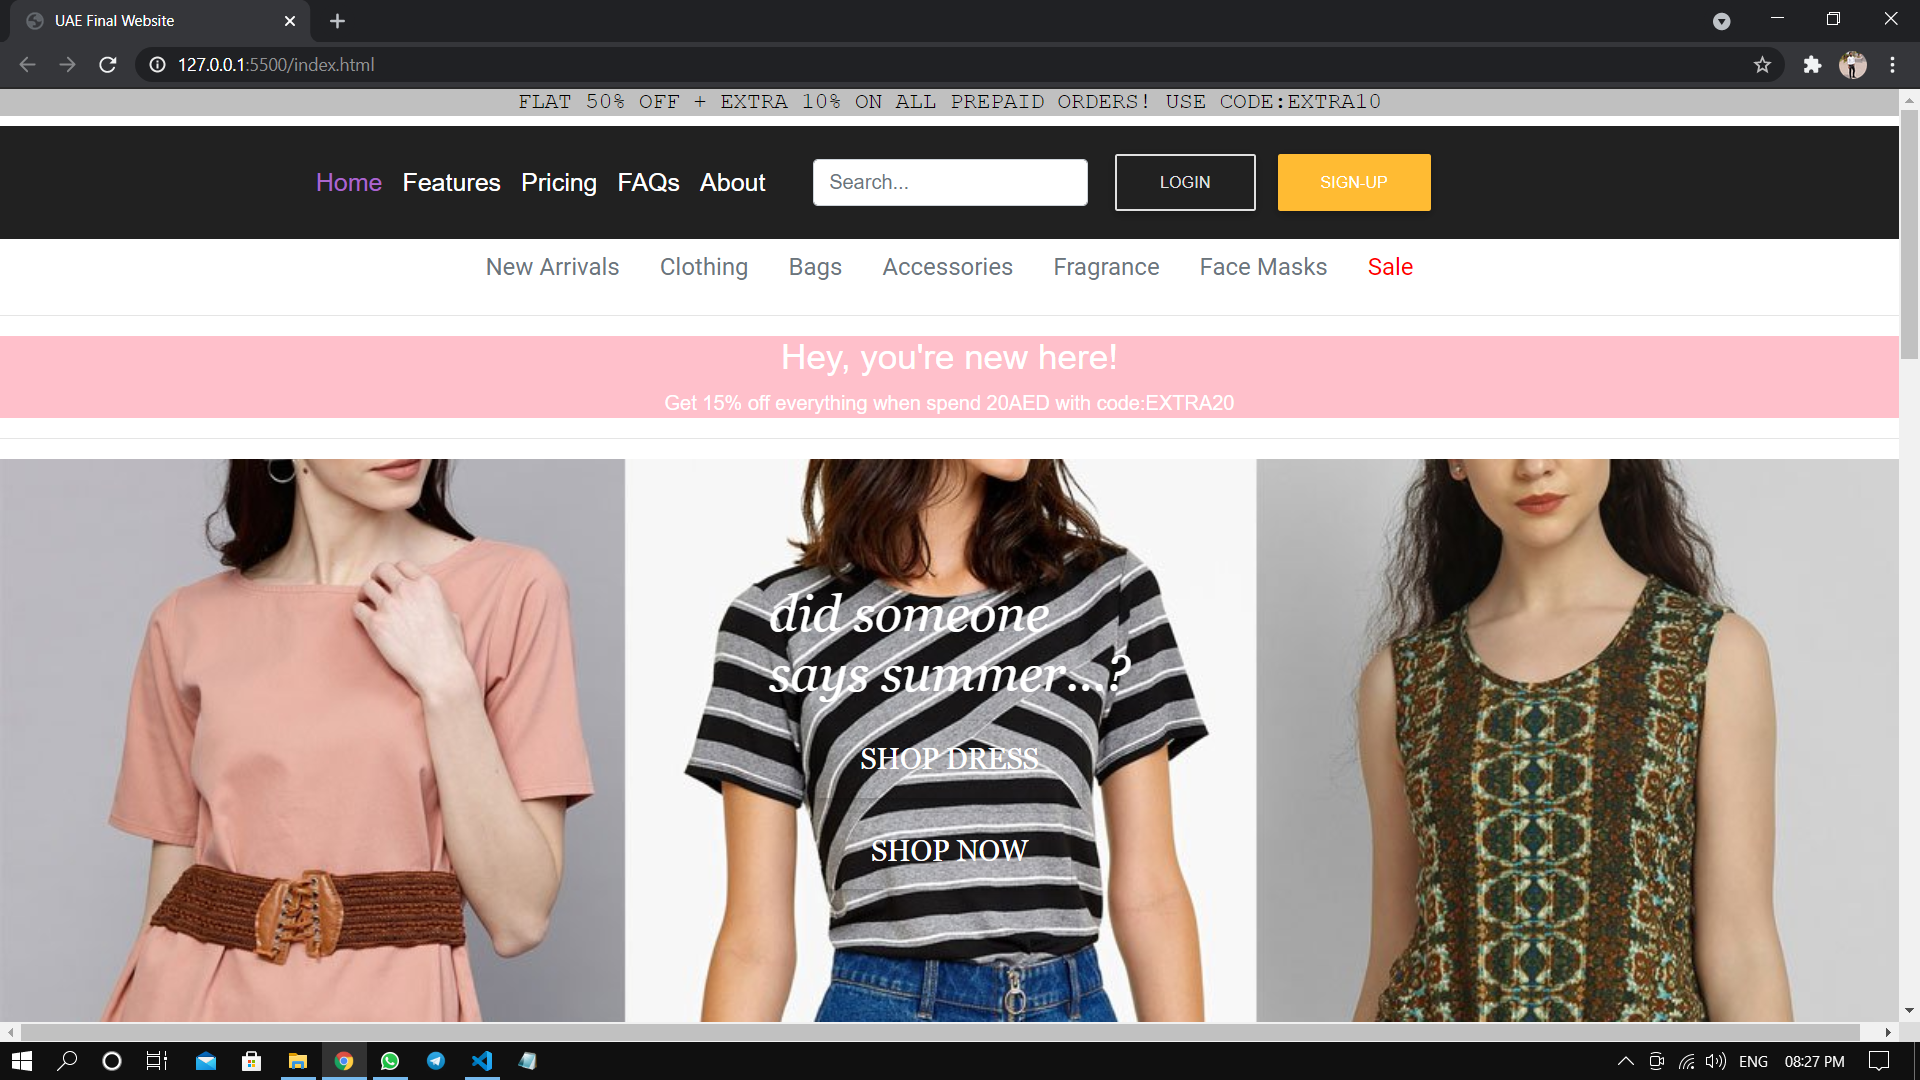 UAE Final Website
127.0.0.1:5500/index.html
FLAT 50% OFF + EXTRA 10% ON ALL PREPAID ORDERS! USE CODE:EXTRA10
Home Features Pricing FAQs About Search... LOGIN SIGN-UP
New Arrivals Clothing Bags Accessories Fragrance Face Masks Sale
Hey, you're new here!
Get 15% off everything when spend 20AED with code:EXTRA20
did someone
says summer...?
SHOP DRESS
SHOP NOW
ENG 08:27 PM